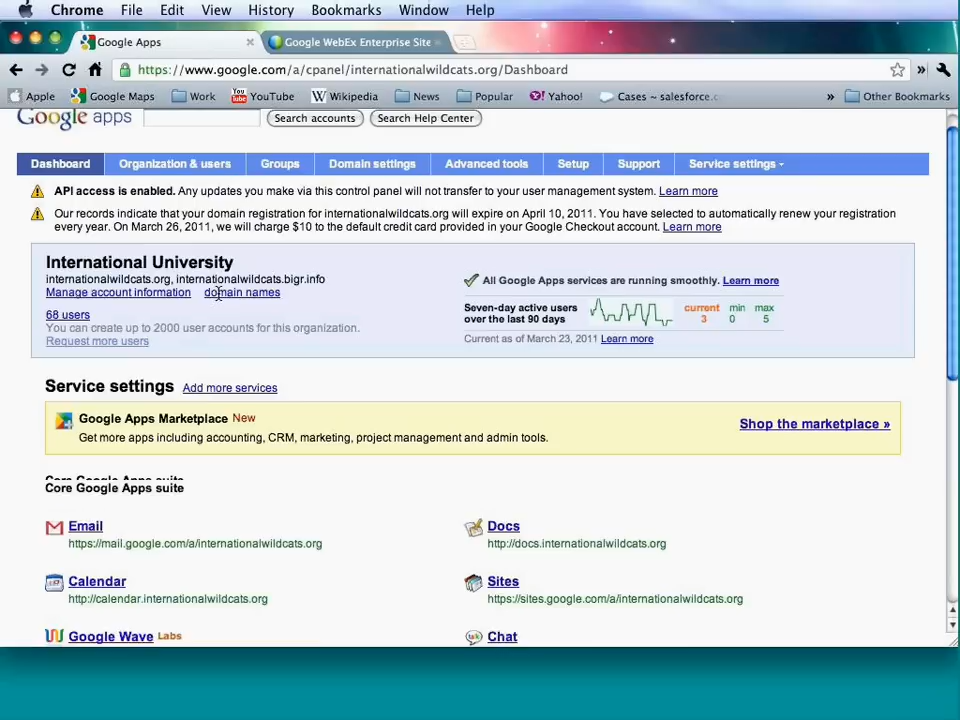 Chrome File Edit View History Bookmarks Window Help
Google Apps Google WebEx Enterprise Site
https://www.google.com/a/cpanel/internationalwildcats.org/Dashboard »
Apple Google Maps Work YouTube Wikipedia News Popular Yahoo! Cases ~ salesforce.c » Other Bookmarks
Google apps Search accounts Search Help Center
Dashboard Organization & users Groups Domain settings Advanced tools Setup Support Service settings
API access is enabled. Any updates you make via this control panel will not transfer to your user management system. Learn more
Our records indicate that your domain registration for internationalwildcats.org will expire on April 10, 2011. You have selected to automatically renew your registration
every year. On March 26, 2011, we will charge $10 to the default credit card provided in your Google Checkout account. Learn more
International University
internationalwildcats.org, internationalwildcats.bigr.info
Manage account information domain names
68 users
You can create up to 2000 user accounts for this organization.
Request more users
All Google Apps services are running smoothly. Learn more
Seven-day active users current min max
over the last 90 days 3 0 5
Current as of March 23, 2011 Learn more
Service settings Add more services
Google Apps Marketplace New
Get more apps including accounting, CRM, marketing, project management and admin tools.
Shop the marketplace »
Core Google Apps suite
Email Docs
https://mail.google.com/a/internationalwildcats.org http://docs.internationalwildcats.org
Calendar Sites
http://calendar.internationalwildcats.org https://sites.google.com/a/internationalwildcats.org
Google Wave Labs Chat